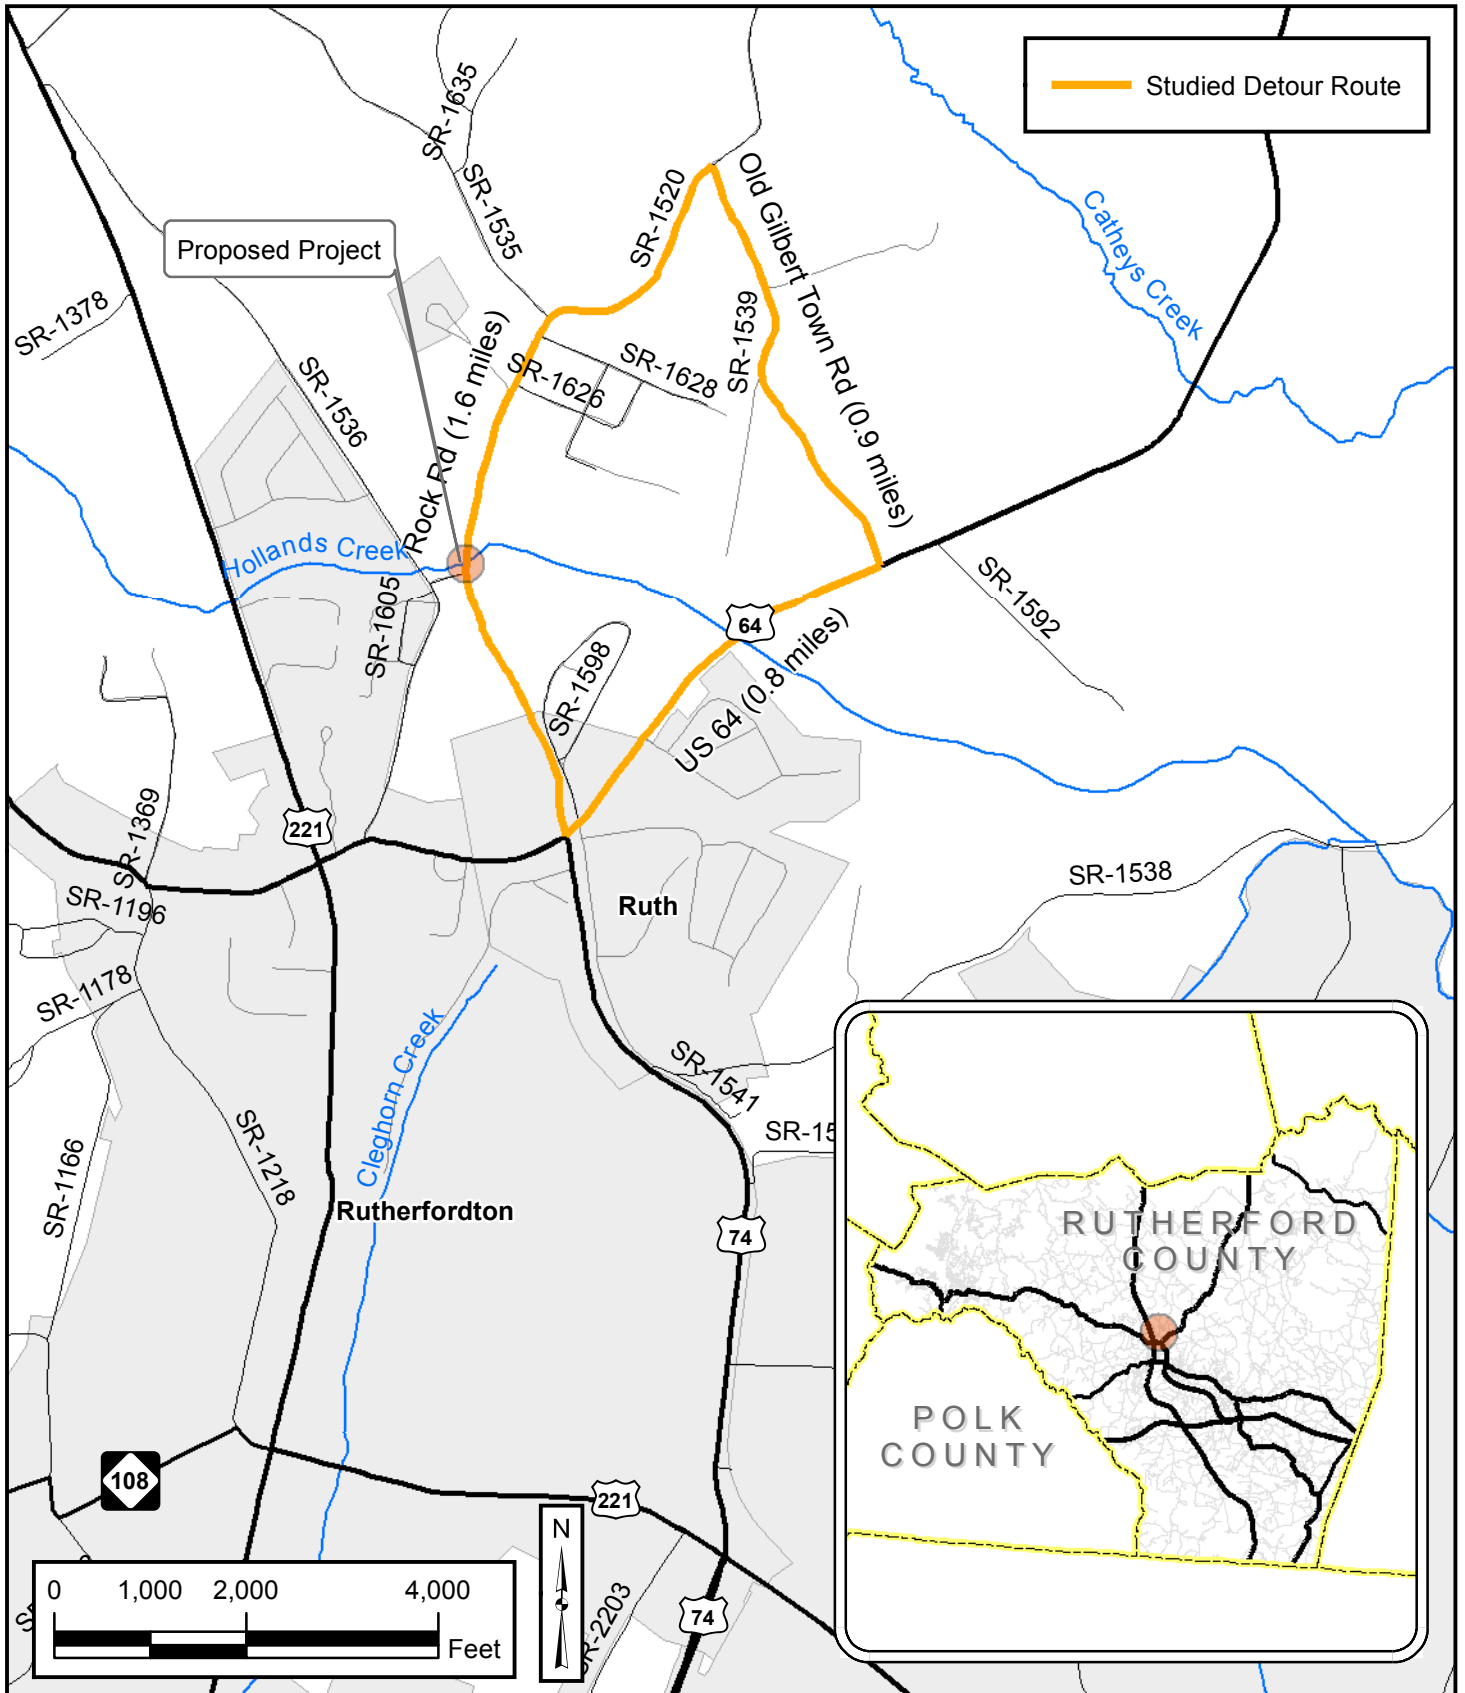 Studied Detour Route
SR-1635
SR-1535
SR-1520
Old Gilbert Town Rd (0.9 miles)
Catheys Creek
Proposed Project
SR-1378
SR-1539
SR-1536
Rock Rd (1.6 miles)
SR-1626
SR-1628
Hollands Creek
SR-1605
SR-1592
64
SR-1598
US 64 (0.8 miles)
221
SR-1369
SR-1196
Ruth
SR-1538
SR-1178
Cleghorn Creek
SR-1541
SR-15
SR-1166
SR-1218
Rutherfordton
74
RUTHERFORD
COUNTY
POLK
COUNTY
108
221
N
0 1,000 2,000 4,000
Feet
SR-2203
74